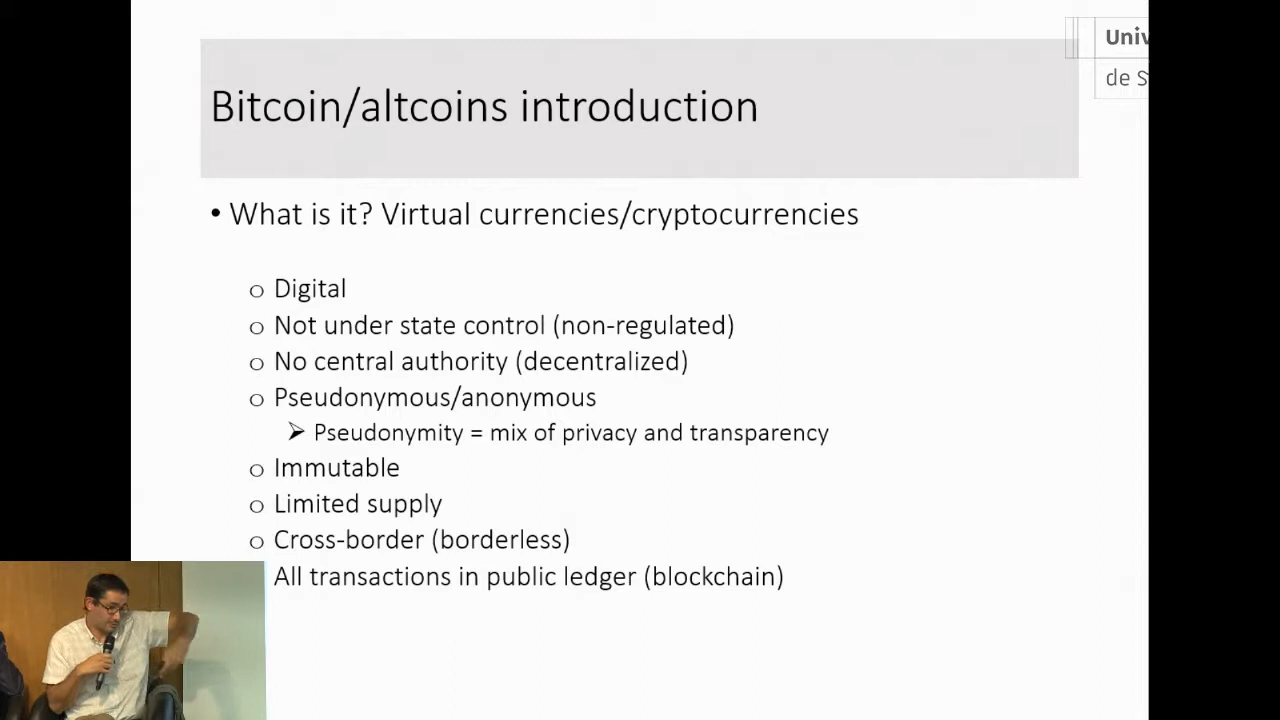 Univ
de S
Bitcoin/altcoins introduction
• What is it? Virtual currencies/cryptocurrencies
o Digital
o Not under state control (non-regulated)
o No central authority (decentralized)
o Pseudonymous/anonymous
➢ Pseudonymity = mix of privacy and transparency
o Immutable
o Limited supply
o Cross-border (borderless)
All transactions in public ledger (blockchain)